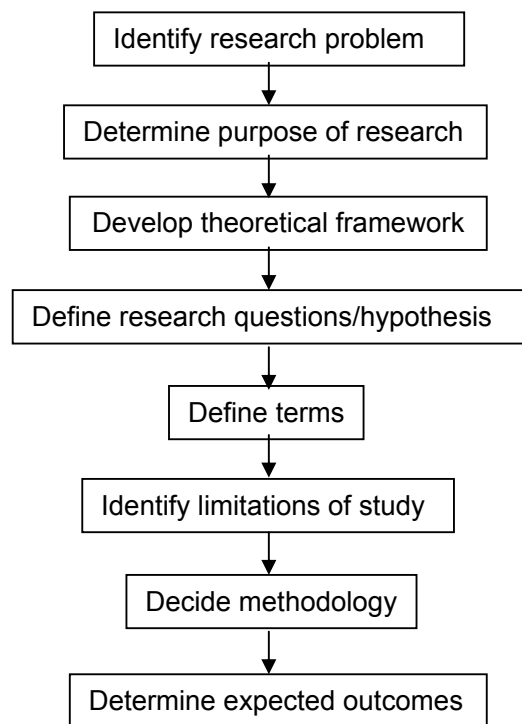 Identify research problem
Determine purpose of research
Develop theoretical framework
Define research questions/hypothesis
Define terms
Identify limitations of study
Decide methodology
Determine expected outcomes